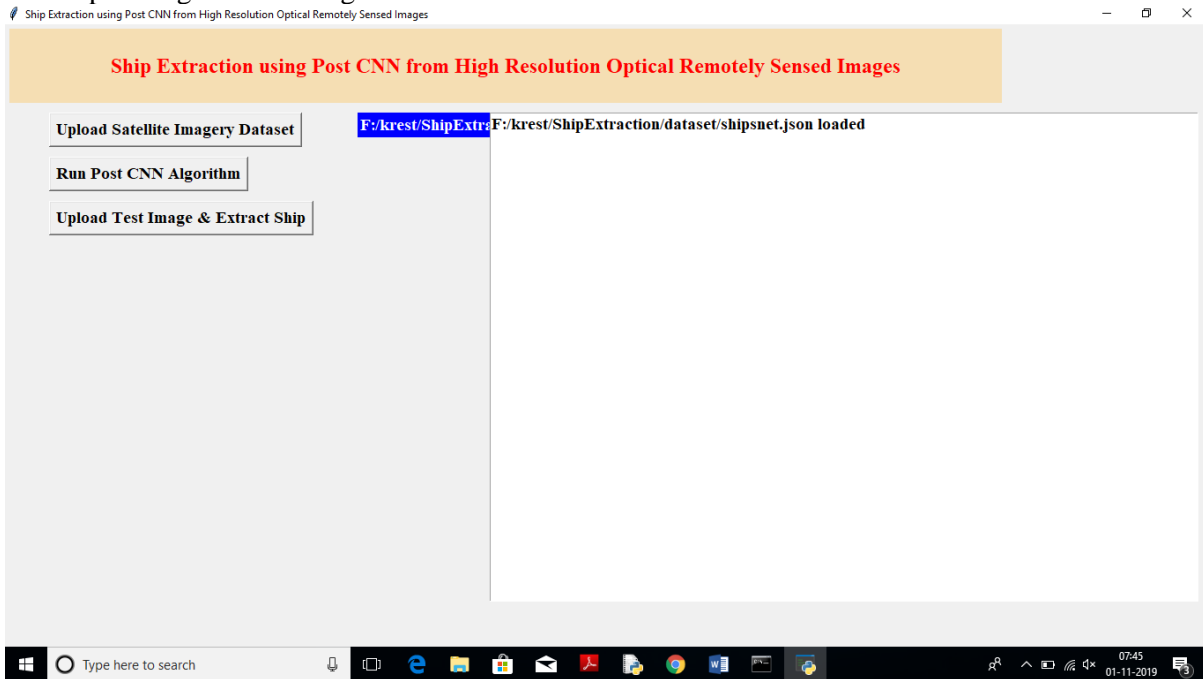 Ship Extraction using Post CNN from High Resolution Optical Remotely Sensed Images
Ship Extraction using Post CNN from High Resolution Optical Remotely Sensed Images
Upload Satellite Imagery Dataset
F:/krest/ShipExtra
F:/krest/ShipExtraction/dataset/shipsnet.json loaded
Run Post CNN Algorithm
Upload Test Image & Extract Ship
Type here to search
07:45
01-11-2019
3